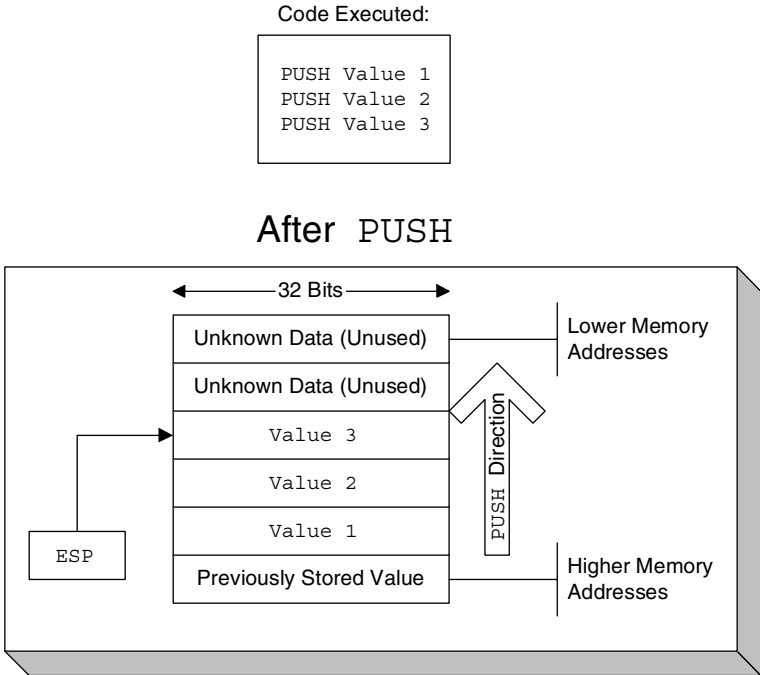 Code Executed:
PUSH Value 1
PUSH Value 2
PUSH Value 3
After PUSH
32 Bits
Unknown Data (Unused)
Lower Memory
Addresses
Unknown Data (Unused)
Value 3
PUSH Direction
Value 2
Value 1
ESP
Previously Stored Value
Higher Memory
Addresses